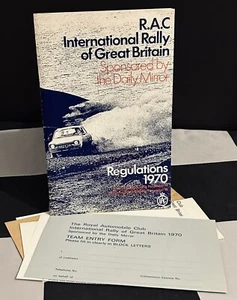 R.A.C
International Rally
of Great Britain
Sponsored by
the Daily Mirror
Regulations
1970
The Royal Automobile Club
International Rally of Great Britain 1970
Sponsored by the Daily Mirror
TEAM ENTRY FORM
Please fill in clearly in BLOCK LETTERS